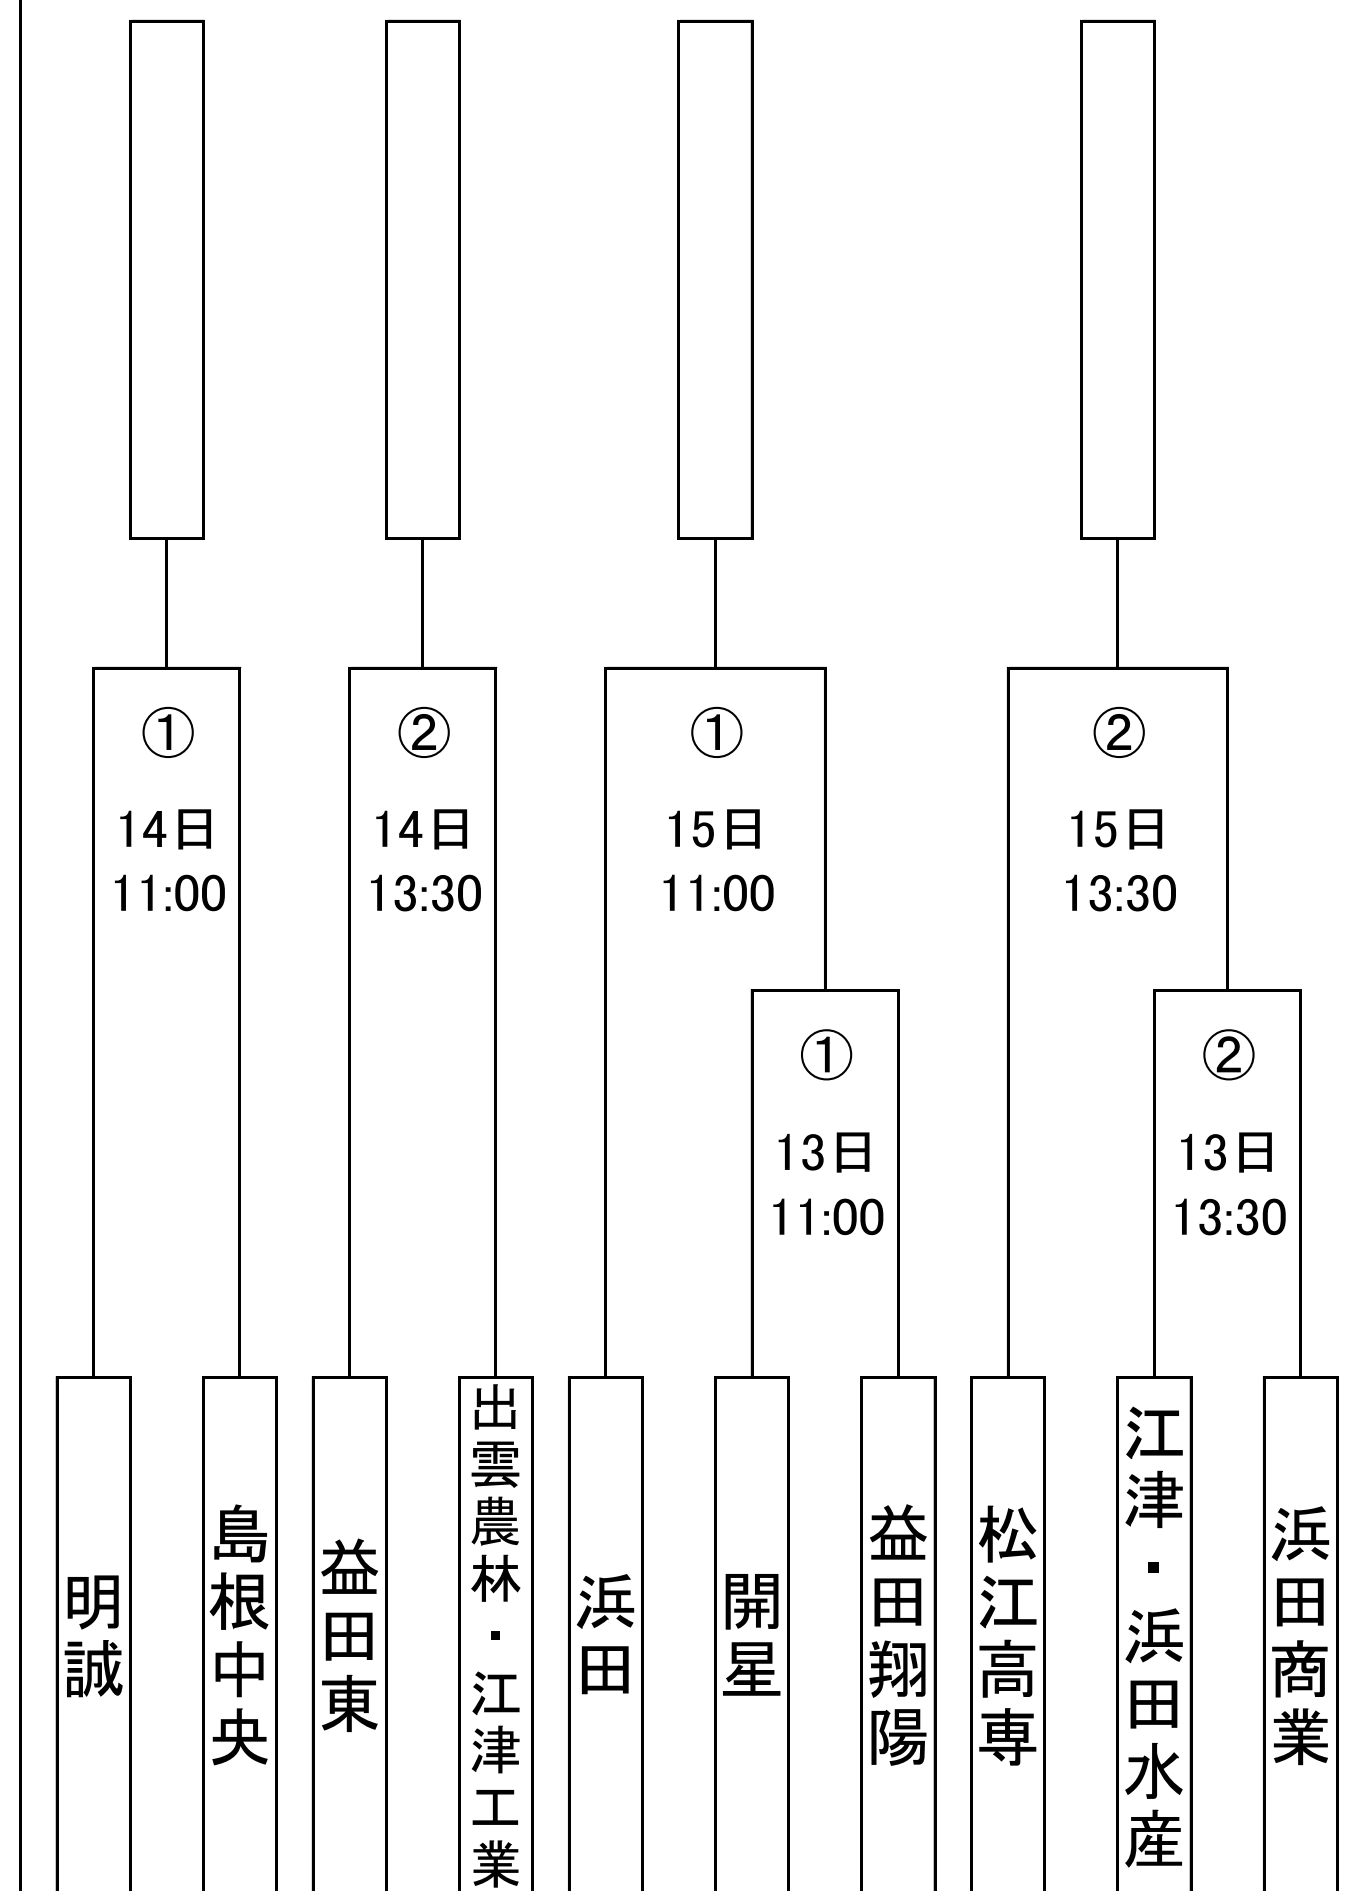 ①
14日
11:00
②
14日
13:30
①
15日
11:00
②
15日
13:30
①
13日
11:00
②
13日
13:30
明誠
島根中央
益田東
出雲農林・江津工業
浜田
開星
益田翔陽
松江高専
江津・浜田水産
浜田商業